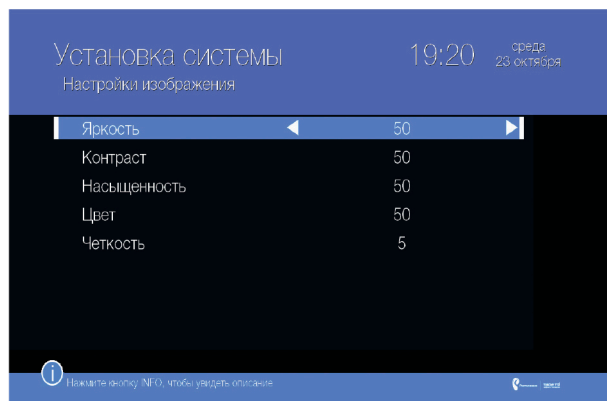 Установка системы
19:20
среда
23 октября
Настройки изображения
Яркость 50
Контраст 50
Насыщенность 50
Цвет 50
Четкость 5
Нажмите кнопку INFO, чтобы увидеть описание